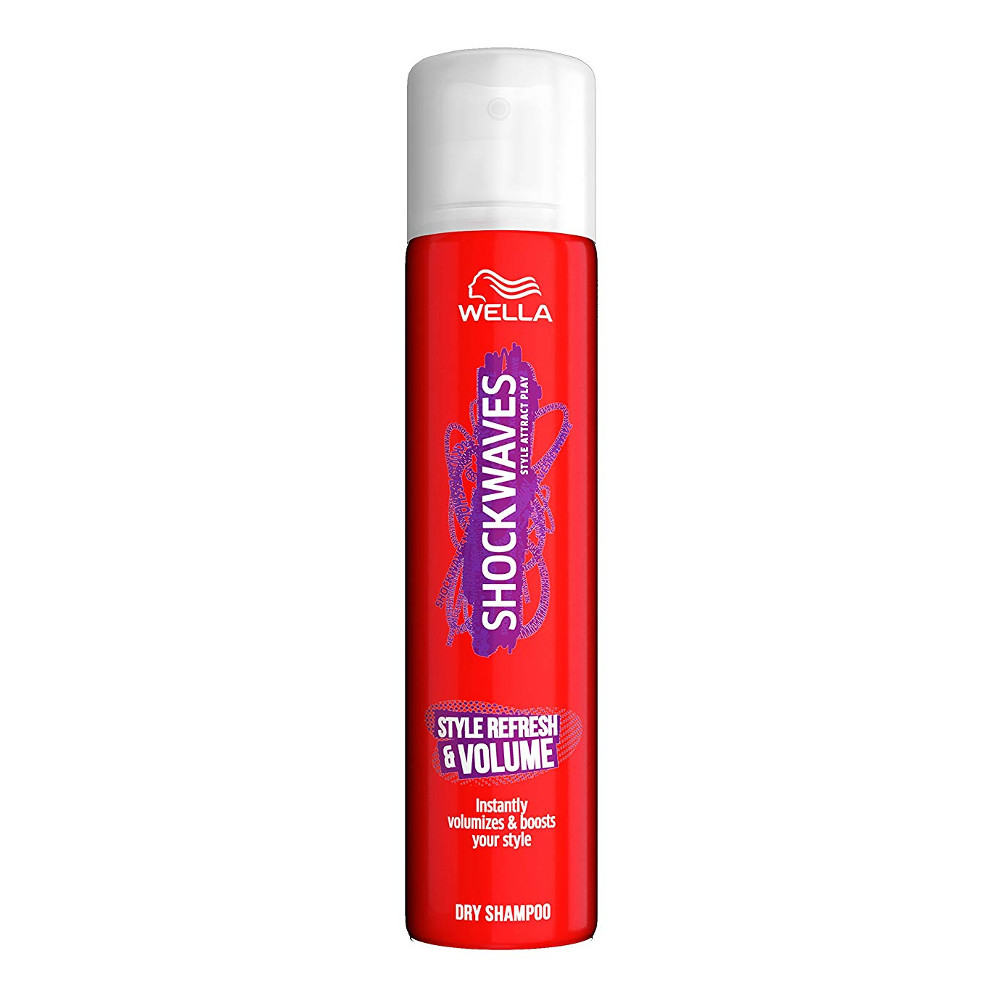 WELLA
SHOCKWAVES
STYLE ATTRACT PLAY
STYLE REFRESH
& VOLUME
Instantly
volumizes & boosts
your style
DRY SHAMPOO